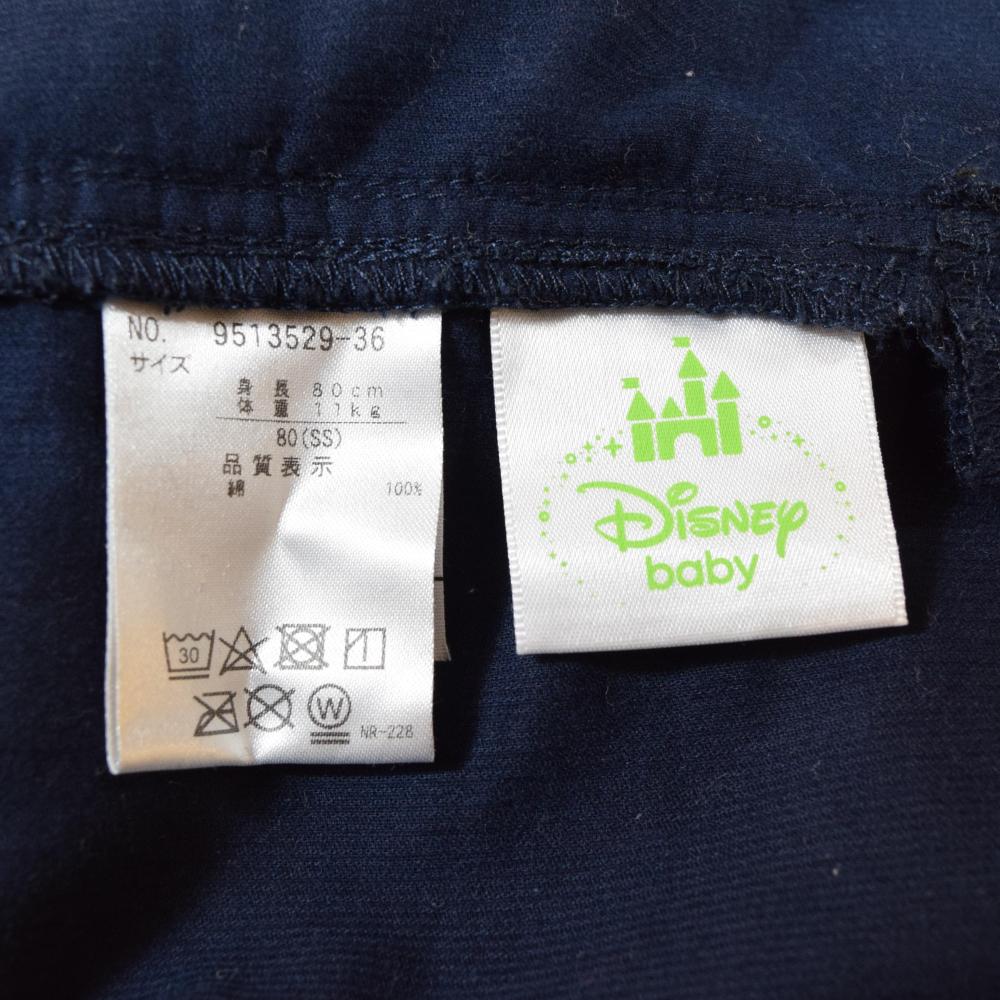 NO. 9513529-36
サイズ
身長 80cm
体重 11kg
80(SS)
品質表示
綿 100%
30
W
NR-228
Disney
baby